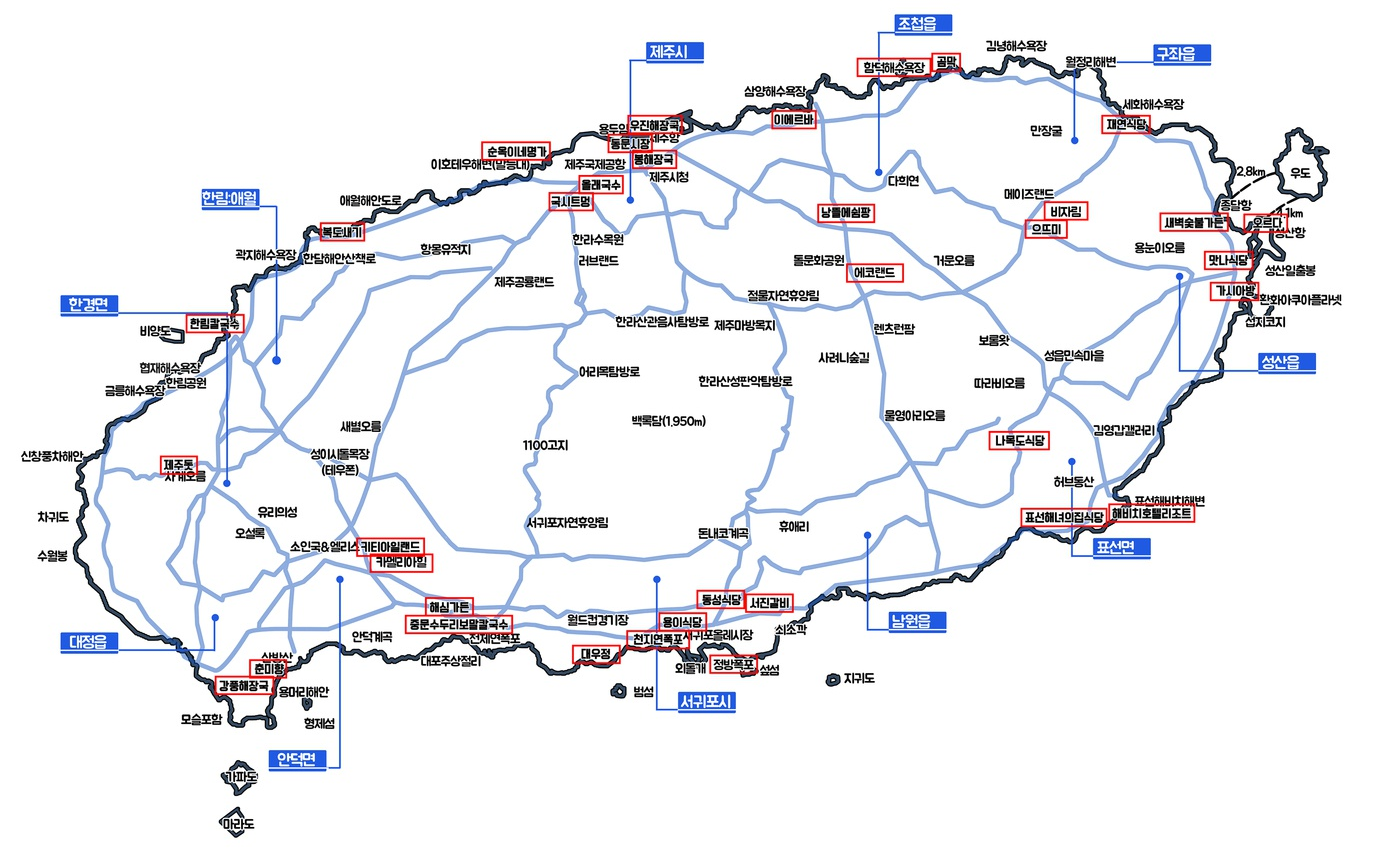 조첩읍
제주시
구좌읍
김녕해수욕장
월정리해변
함덕해수욕장
곰막
삼양해수욕장
세화해수욕장
이에르바
재연식당
만장굴
우진해장국
동문시장
제주항
봉해장국
순옥이네명가
이호테우해변(말등대)
제주국제공항
제주시청
올래국수
국시트멍
다희연
2.8km
우도
한림·애월
애월해안도로
메이즈랜드
비자림
으뜨미
종달항
새벽숯불가든
오르다
성산항
낭뜰에쉼팡
복토새기
한라수목원
러브랜드
항몽유적지
곽지해수욕장
한담해안산책로
돌문화공원
에코랜드
거문오름
용눈이오름
맛나식당
성산일출봉
제주공룡랜드
절물자연휴양림
가시아방
환화아쿠아플라넷
섭지코지
한경면
한림칼국수
비양도
한라산관음사탐방로
제주마방목지
렌츠런팜
보롬왓
성음민속마을
성산읍
사려니숲길
어리목탐방로
한라산성판악탐방로
따라비오름
협재해수욕장
한림공원
금릉해수욕장
백록담(1,950m)
물영아리오름
새별오름
김영갑갤러리
나목도식당
1100고지
신창풍차해안
성이시돌목장
(테우폰)
제주돗
사계오름
허브동산
표선해비치해변
해비치호텔리조트
표선해녀의집식당
유리의성
차귀도
오설록
서귀포자연휴양림
휴애리
돈내코계곡
표선면
수월봉
소인국&엘리스
키티아일랜드
카멜리아힐
동성식당
서진갈비
해심가든
중문수두리보말칼국수
월드컵경기장
용이식당
쇠소깍
남원읍
대정읍
안덕계곡
천제연폭포
천지연폭포
서귀포올레시장
대포주상절리
대우정
외돌개
정방폭포
섶섬
산방산
춘미향
강풍해장국
용머리해안
범섬
지귀도
서귀포시
모슬포항
형제섬
안덕면
가파도
마라도